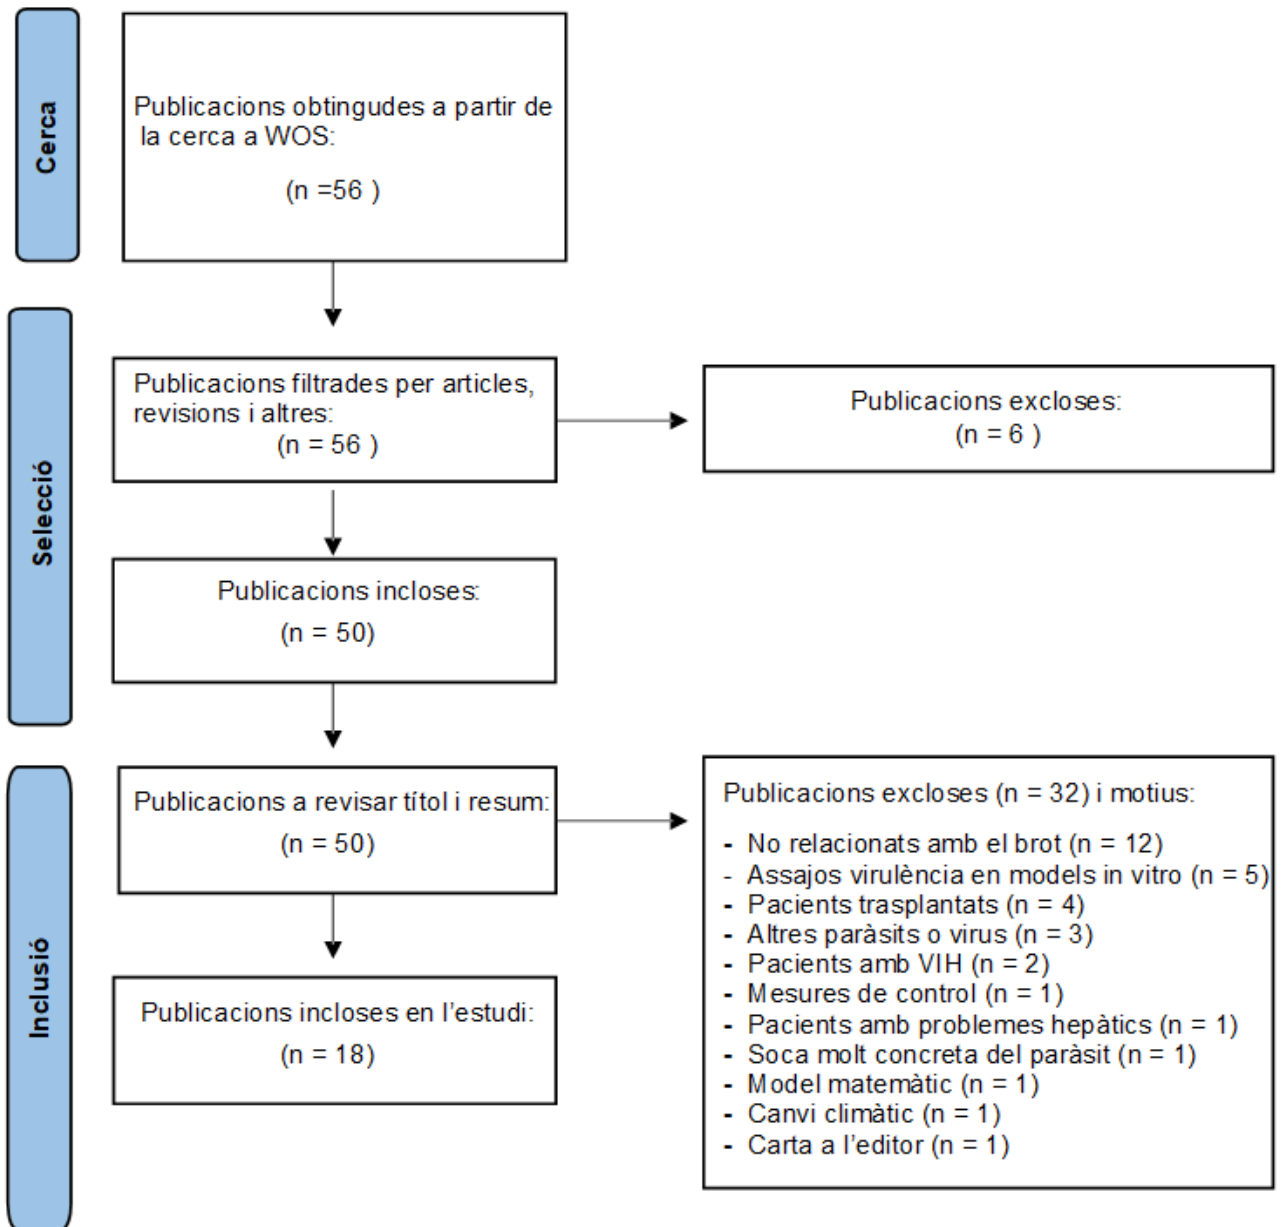 Cerca
Publicacions obtingudes a partir de
la cerca a WOS:
(n =56 )
Selecció
Publicacions filtrades per articles,
revisions i altres:
(n = 56 )
Publicacions excloses:
(n = 6 )
Publicacions incloses:
(n = 50)
Inclusió
Publicacions a revisar títol i resum:
(n = 50)
Publicacions excloses (n = 32) i motius:
- No relacionats amb el brot (n = 12)
- Assajos virulència en models in vitro (n = 5)
- Pacients trasplantats (n = 4)
- Altres paràsits o virus (n = 3)
- Pacients amb VIH (n = 2)
- Mesures de control (n = 1)
- Pacients amb problemes hepàtics (n = 1)
- Soca molt concreta del paràsit (n = 1)
- Model matemàtic (n = 1)
- Canvi climàtic (n = 1)
- Carta a l'editor (n = 1)
Publicacions incloses en l'estudi:
(n = 18)